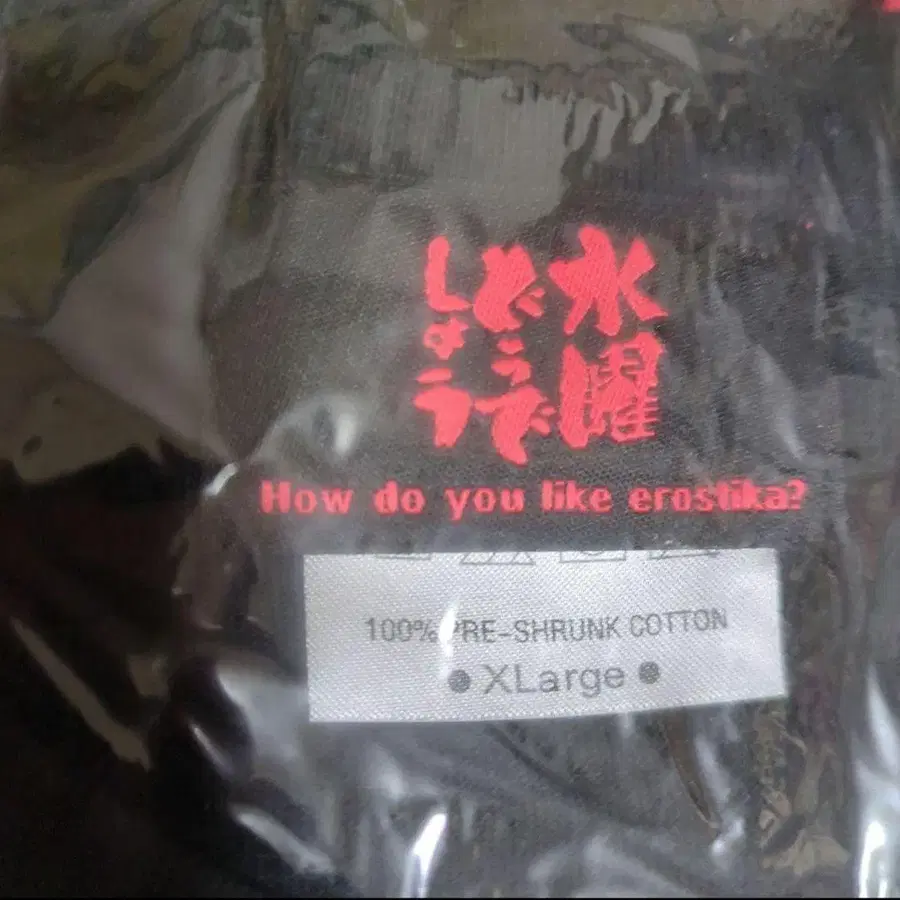 水曜
どうで
しょう
How do you like erostika?
100% PRE-SHRUNK COTTON
• XLarge •